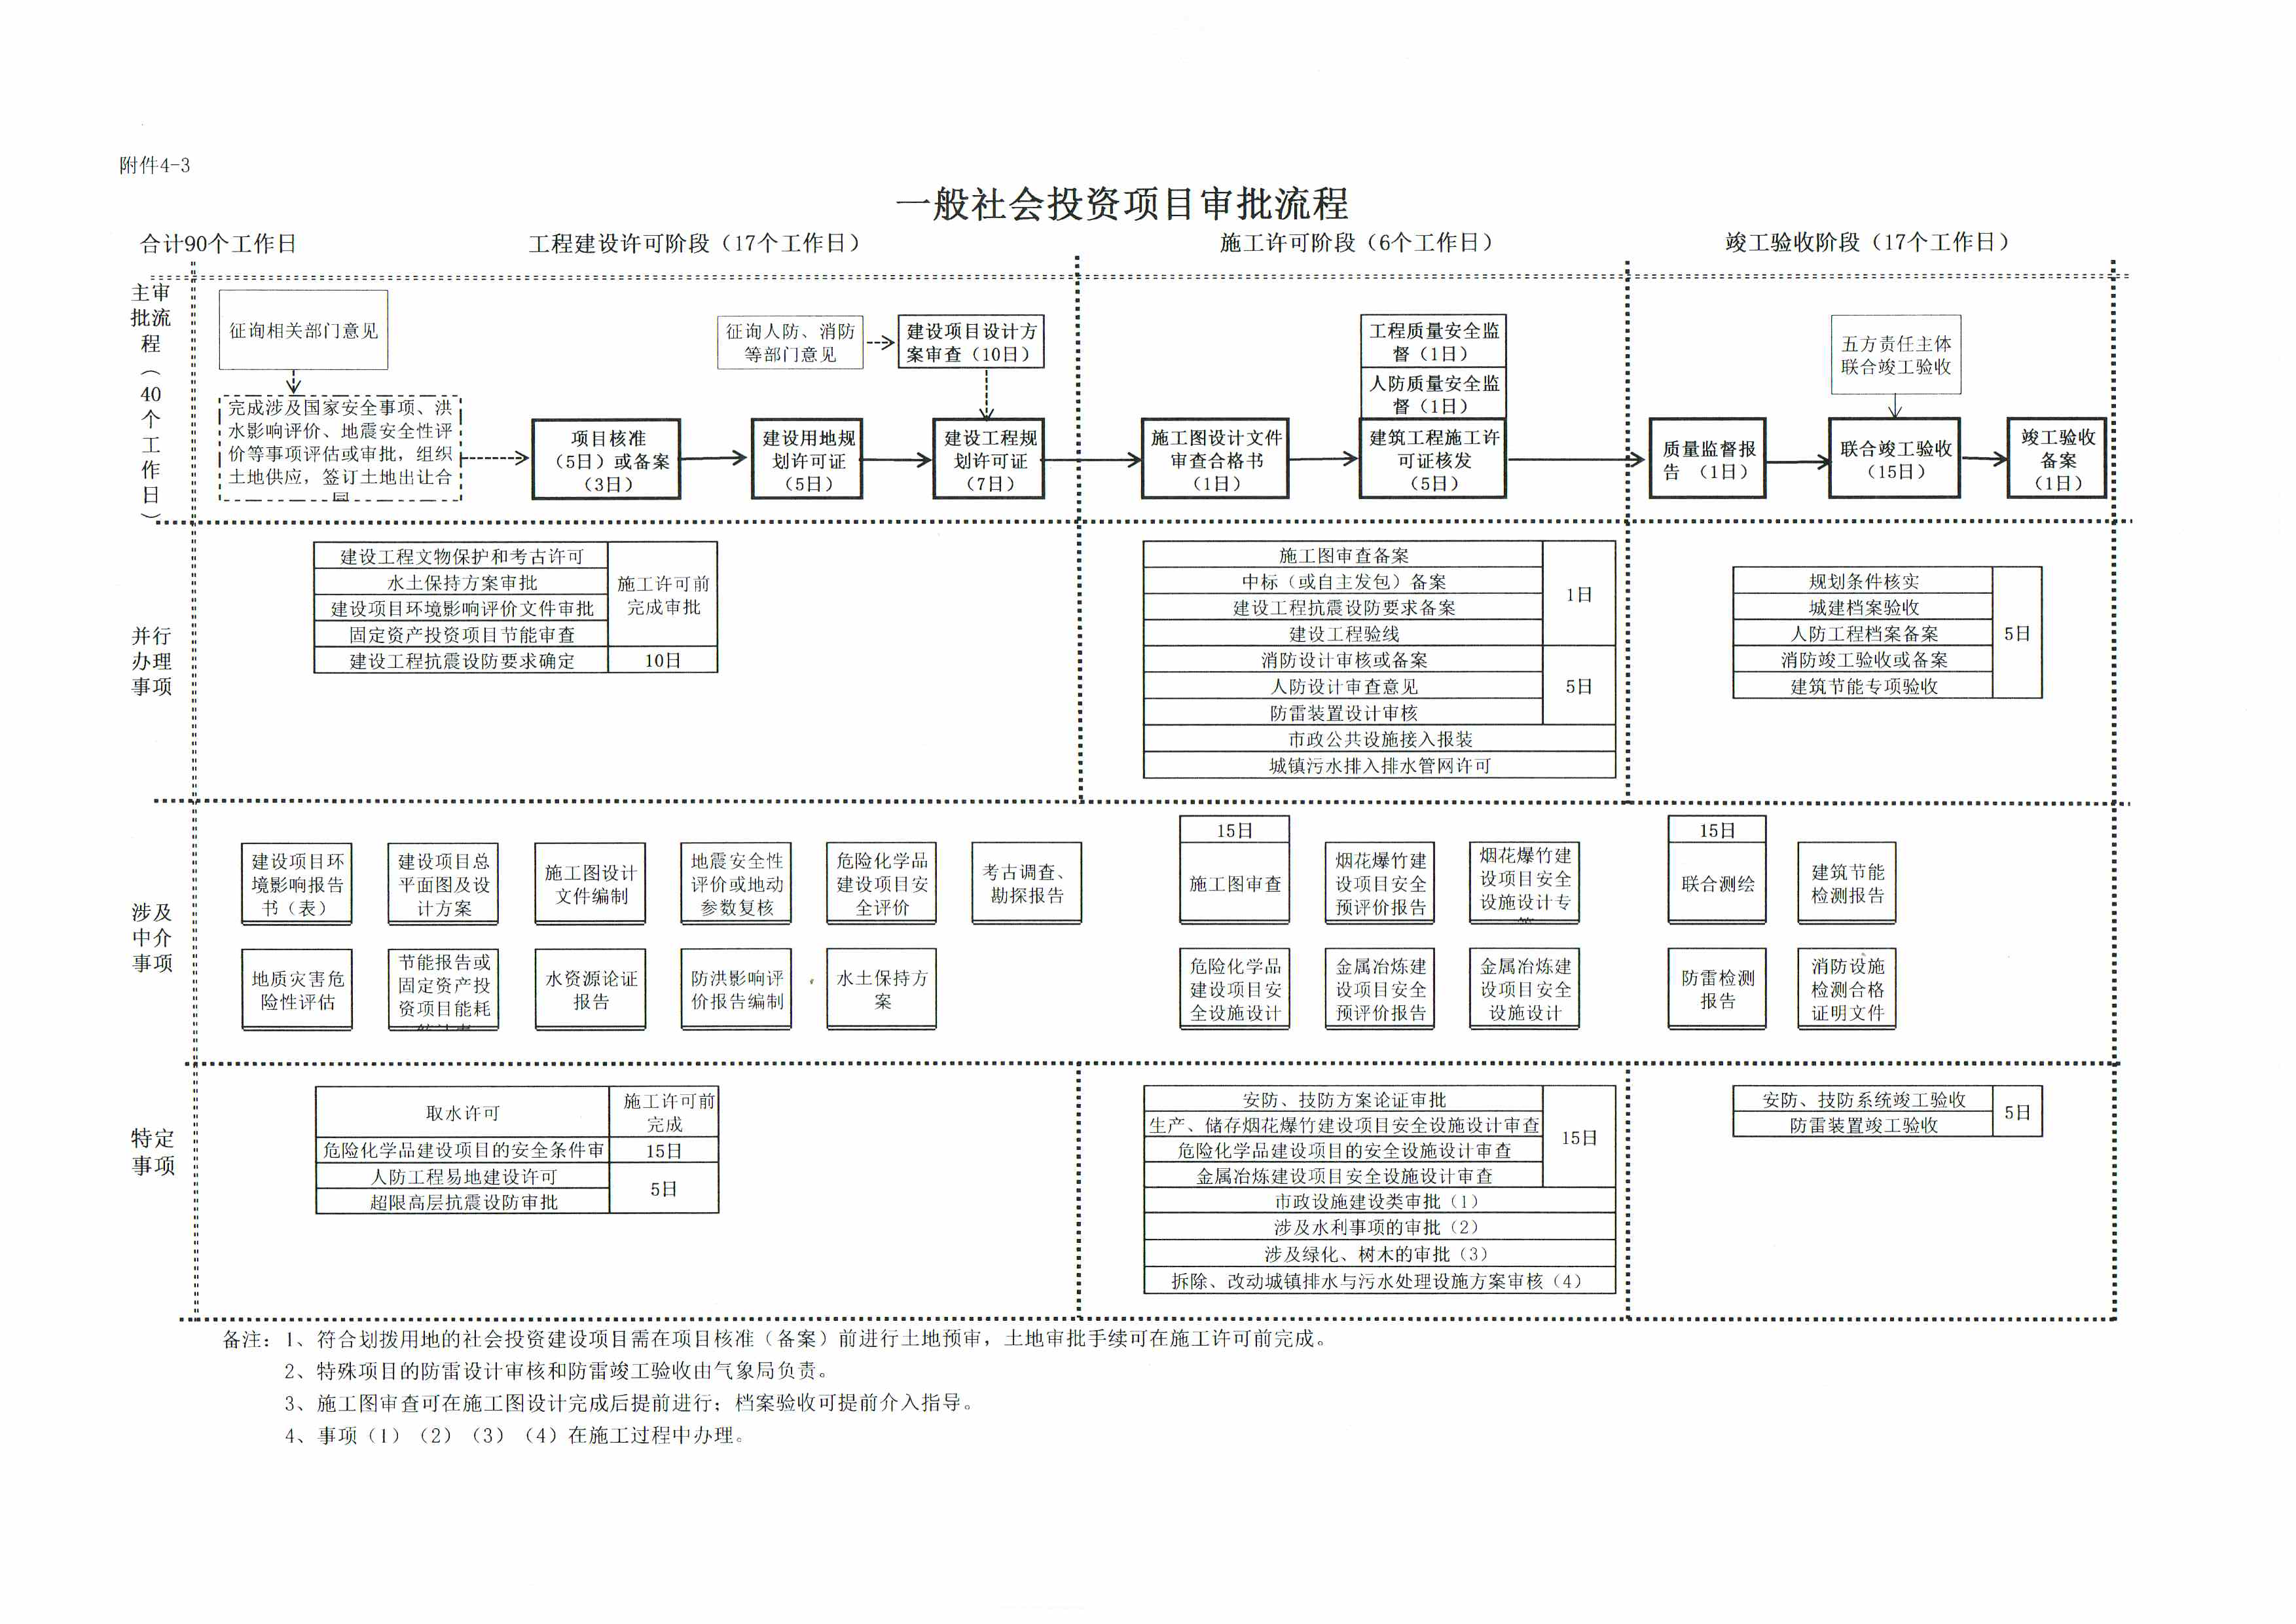 附件4-3
一般社会投资项目审批流程
合计90个工作日
工程建设许可阶段（17个工作日）
施工许可阶段（6个工作日）
竣工验收阶段（17个工作日）
主审
批流
程
（
40
个
工
作
日
）
征询相关部门意见
完成涉及国家安全事项、洪
水影响评价、地震安全性评
价等事项评估或审批，组织
土地供应，签订土地出让合
项目核准
（5日）或备案
（3日）
建设用地规
划许可证
（5日）
征询人防、消防
等部门意见
建设项目设计方
案审查（10日）
建设工程规
划许可证
（7日）
施工图设计文件
审查合格书
（1日）
工程质量安全监
督（1日）
人防质量安全监
督（1日）
建筑工程施工许
可证核发
（5日）
质量监督报
告（1日）
五方责任主体
联合竣工验收
联合竣工验收
（15日）
竣工验收
备案
（1日）
并行
办理
事项
建设工程文物保护和考古许可
水土保持方案审批
建设项目环境影响评价文件审批
固定资产投资项目节能审查
施工许可前
完成审批
建设工程抗震设防要求确定
10日
施工图审查备案
中标（或自主发包）备案
建设工程抗震设防要求备案
建设工程验线
1日
消防设计审核或备案
人防设计审查意见
防雷装置设计审核
5日
市政公共设施接入报装
城镇污水排入排水管网许可
规划条件核实
城建档案验收
人防工程档案备案
消防竣工验收或备案
建筑节能专项验收
5日
涉及
中介
事项
建设项目环
境影响报告
书（表）
建设项目总
平面图及设
计方案
施工图设计
文件编制
地震安全性
评价或地动
参数复核
危险化学品
建设项目安
全评价
考古调查、
勘探报告
15日
施工图审查
烟花爆竹建
设项目安全
预评价报告
烟花爆竹建
设项目安全
设施设计专
15日
联合测绘
建筑节能
检测报告
地质灾害危
险性评估
节能报告或
固定资产投
资项目能耗
水资源论证
报告
防洪影响评
价报告编制
水土保持方
案
危险化学品
建设项目安
全设施设计
金属冶炼建
设项目安全
预评价报告
金属冶炼建
设项目安全
设施设计
防雷检测
报告
消防设施
检测合格
证明文件
特定
事项
取水许可
施工许可前
完成
危险化学品建设项目的安全条件审
15日
人防工程易地建设许可
超限高层抗震设防审批
5日
安防、技防方案论证审批
生产、储存烟花爆竹建设项目安全设施设计审查
危险化学品建设项目的安全设施设计审查
金属冶炼建设项目安全设施设计审查
15日
市政设施建设类审批（1）
涉及水利事项的审批（2）
涉及绿化、树木的审批（3）
拆除、改动城镇排水与污水处理设施方案审核（4）
安防、技防系统竣工验收
防雷装置竣工验收
5日
备注：1、符合划拨用地的社会投资建设项目需在项目核准（备案）前进行土地预审，土地审批手续可在施工许可前完成。
2、特殊项目的防雷设计审核和防雷竣工验收由气象局负责。
3、施工图审查可在施工图设计完成后提前进行；档案验收可提前介入指导。
4、事项（1）（2）（3）（4）在施工过程中办理。